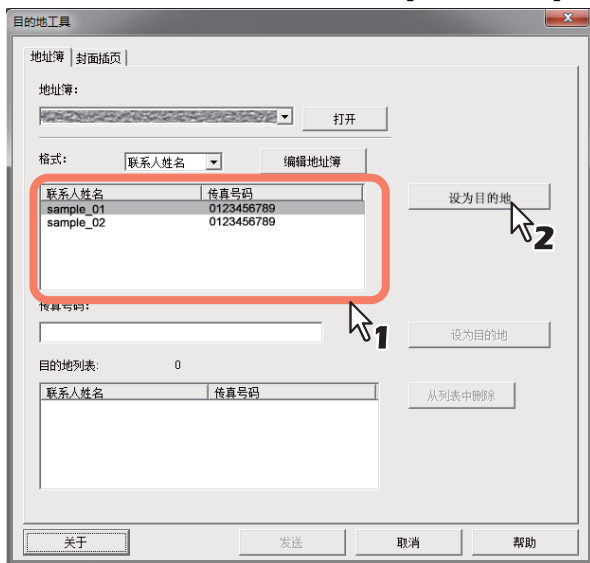 目的地工具
地址簿 封面插页
地址簿:
打开
格式: 联系人姓名 编辑地址簿
联系人姓名 传真号码
sample_01 0123456789
sample_02 0123456789
设为目的地
2
传真号码:
1
设为目的地
目的地列表: 0
联系人姓名 传真号码
从列表中删除
关于 发送 取消 帮助